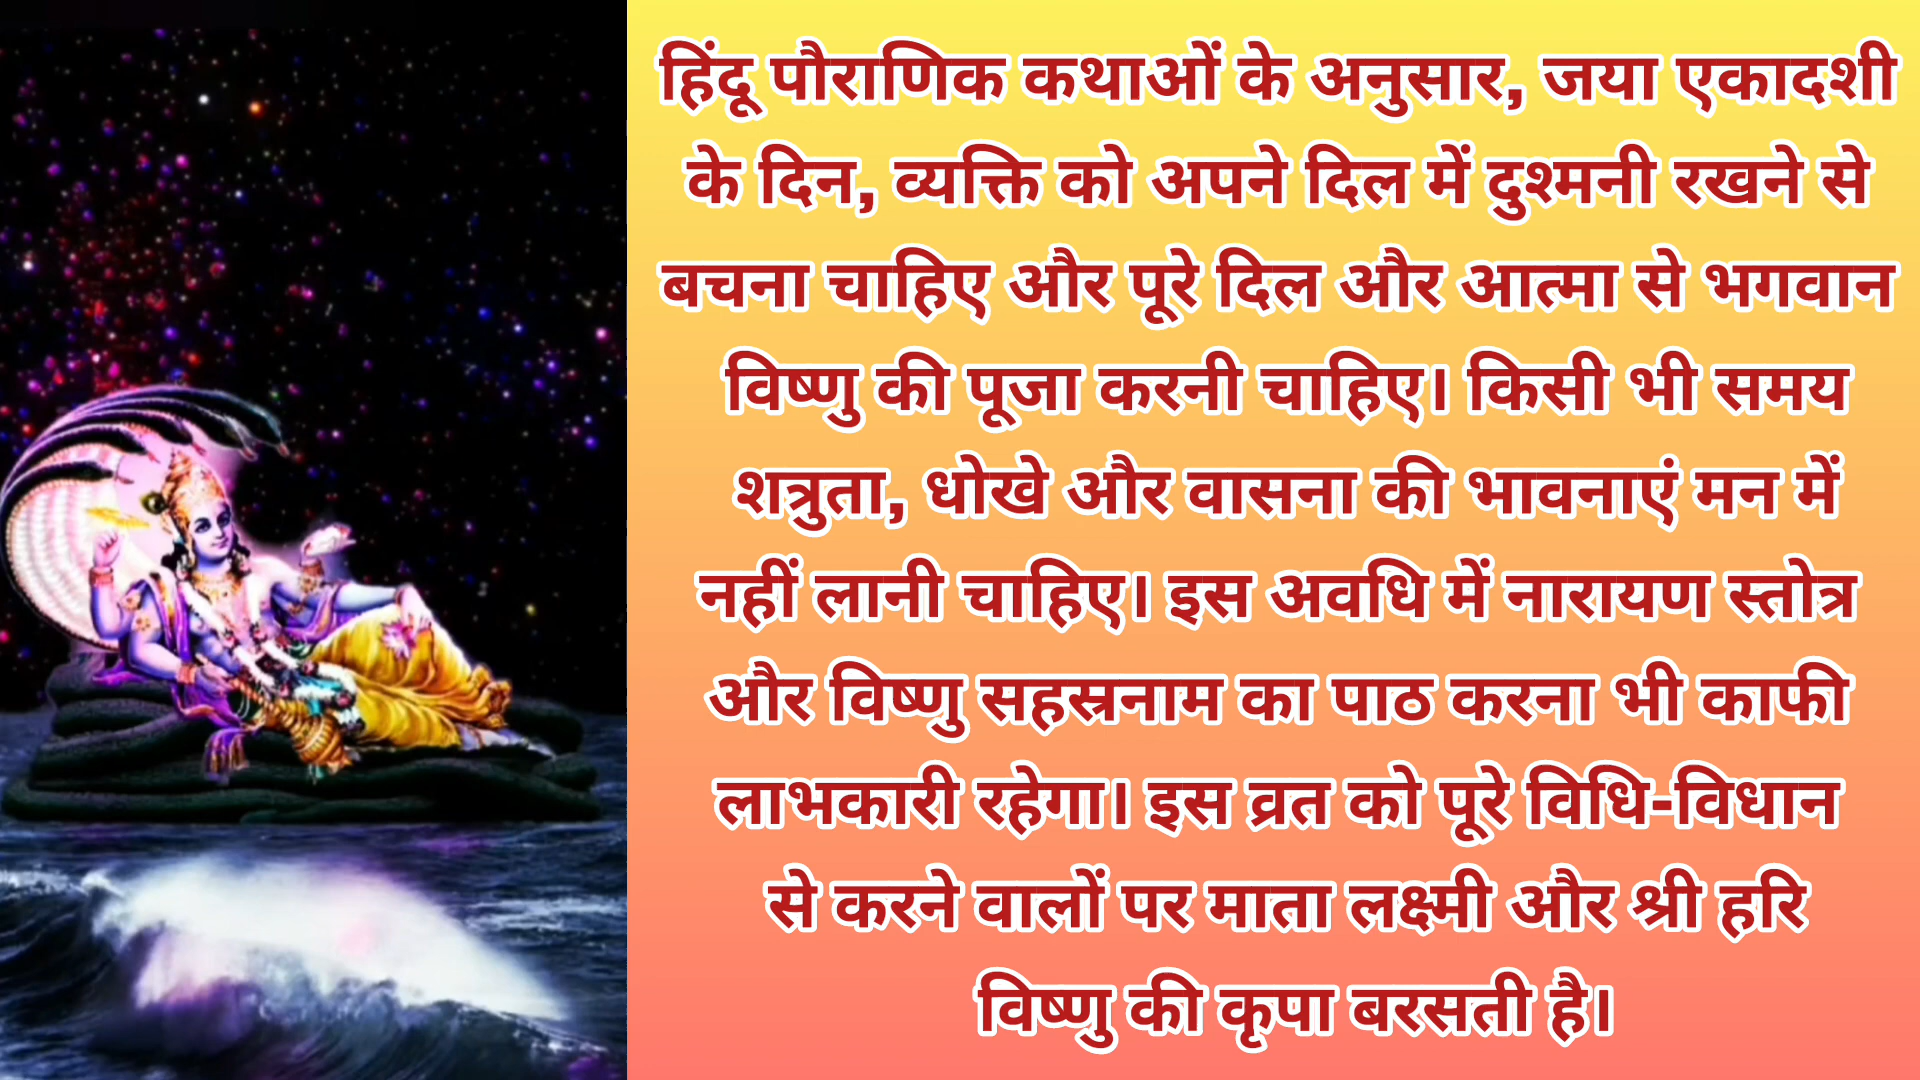 हिंदू पौराणिक कथाओं के अनुसार, जया एकादशी
के दिन, व्यक्ति को अपने दिल में दुश्मनी रखने से
बचना चाहिए और पूरे दिल और आत्मा से भगवान
विष्णु की पूजा करनी चाहिए। किसी भी समय
शत्रुता, धोखे और वासना की भावनाएं मन में
नहीं लानी चाहिए। इस अवधि में नारायण स्तोत्र
और विष्णु सहस्रनाम का पाठ करना भी काफी
लाभकारी रहेगा। इस व्रत को पूरे विधि-विधान
से करने वालों पर माता लक्ष्मी और श्री हरि
विष्णु की कृपा बरसती है।